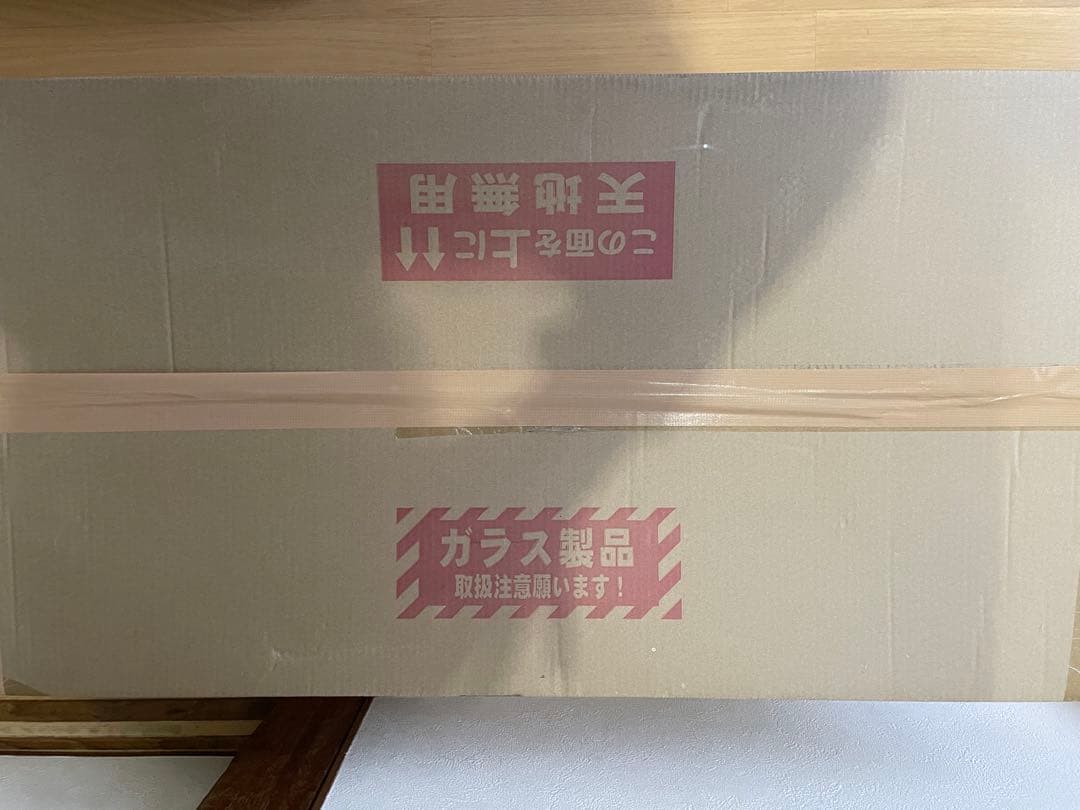 天地無用
この面を上に↑↑
ガラス製品
取扱注意願います！